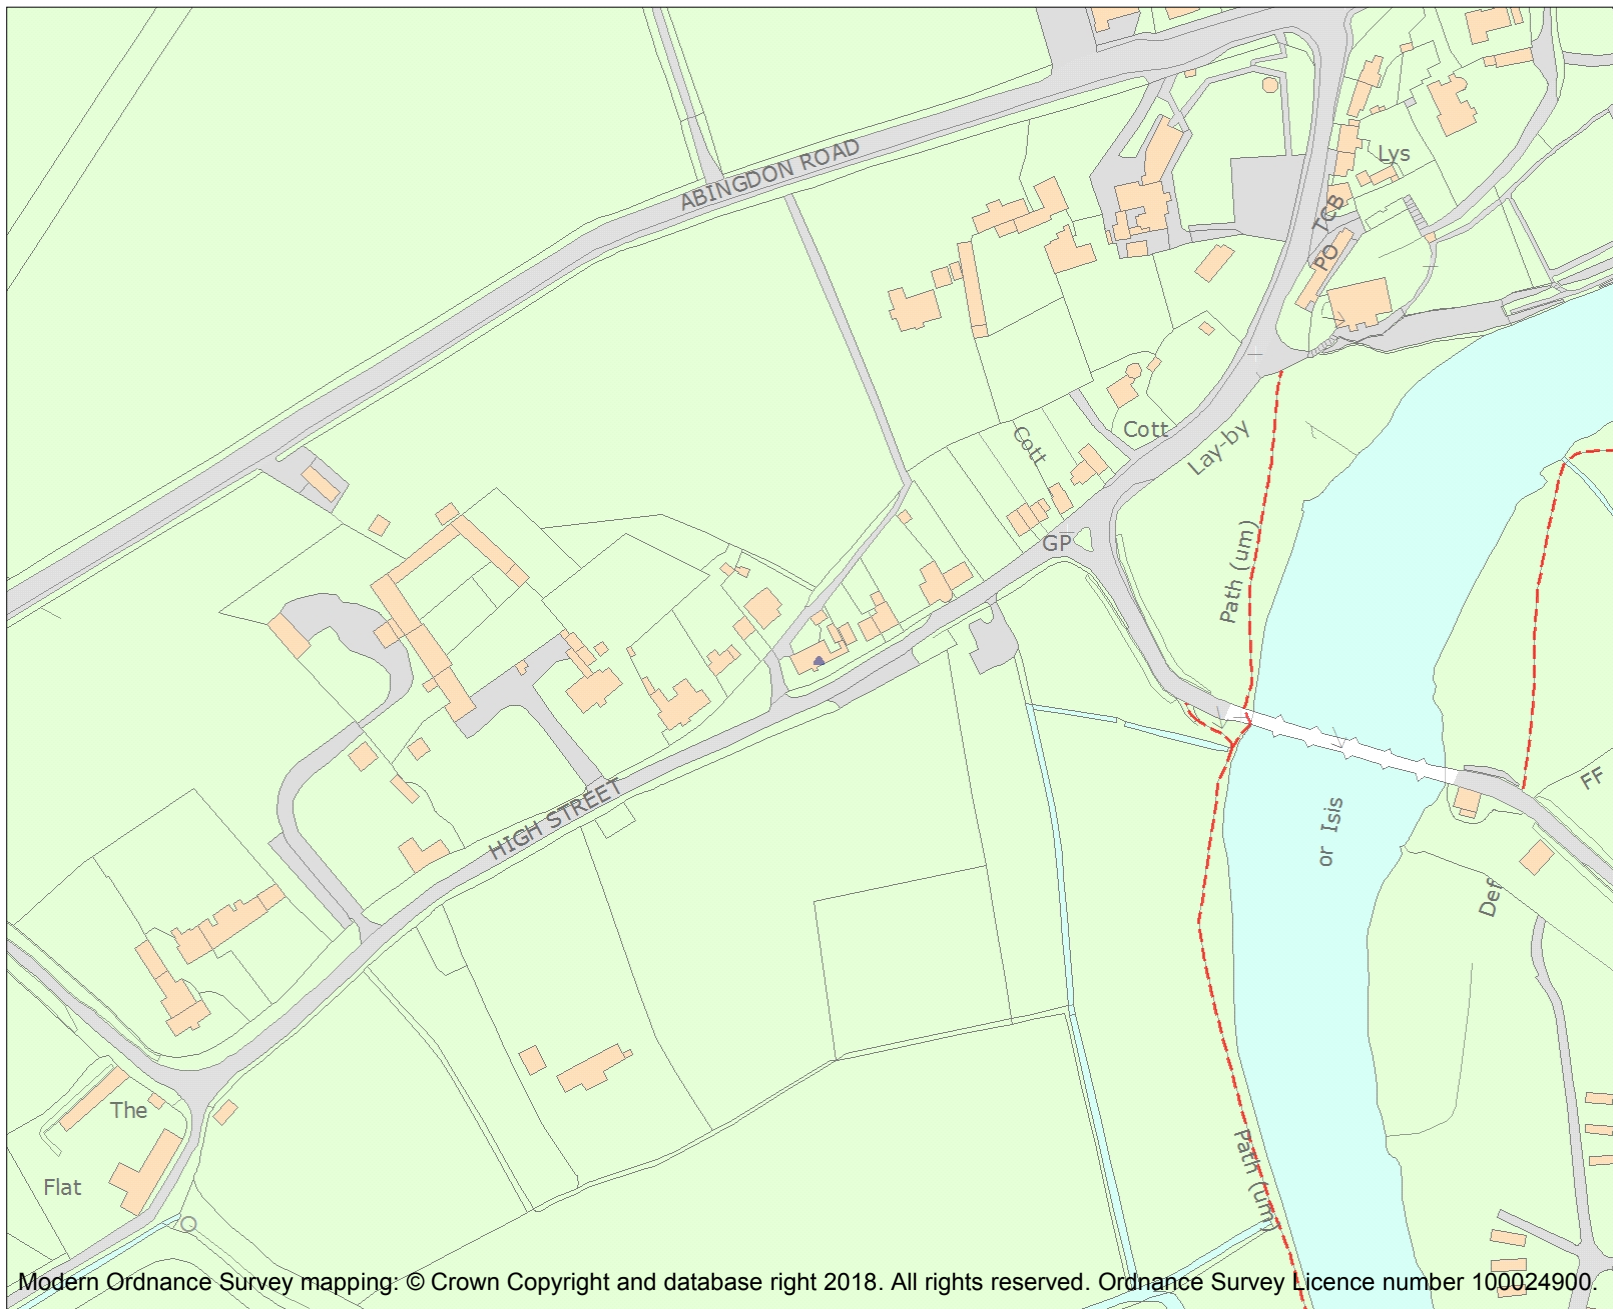 ABINGDON ROAD
Lys
TCB
PO
Cott
Cott
Lay-by
GP
Path (um)
HIGH STREET
or Isis
FF
Def
The
Flat
Path (um)
Modern Ordnance Survey mapping: © Crown Copyright and database right 2018. All rights reserved. Ordnance Survey Licence number 100024900.